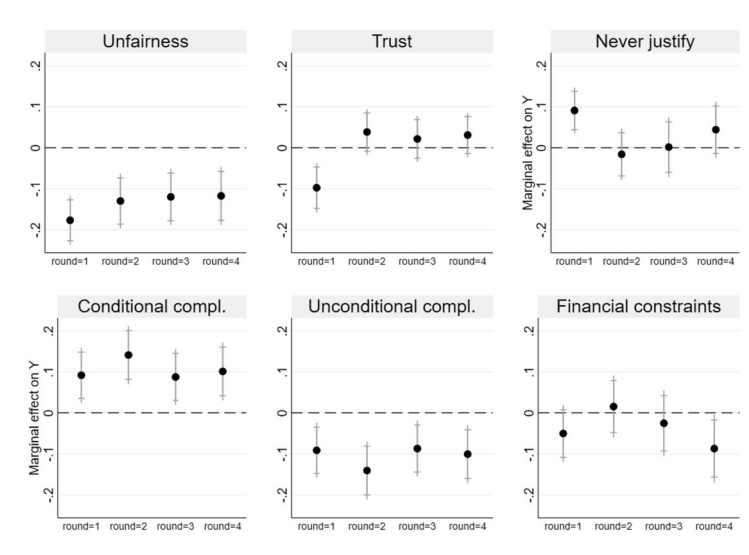 Unfairness
.2
.1
0
-.1
-.2
round=1 round=2 round=3 round=4
Trust
.2
.1
0
-.1
-.2
round=1 round=2 round=3 round=4
Never justify
Marginal effect on Y
.2
.1
0
-.1
-.2
round=1 round=2 round=3 round=4
Conditional compl.
Marginal effect on Y
.2
.1
0
-.1
-.2
round=1 round=2 round=3 round=4
Unconditional compl.
.2
.1
0
-.1
-.2
round=1 round=2 round=3 round=4
Financial constraints
.2
.1
0
-.1
-.2
round=1 round=2 round=3 round=4